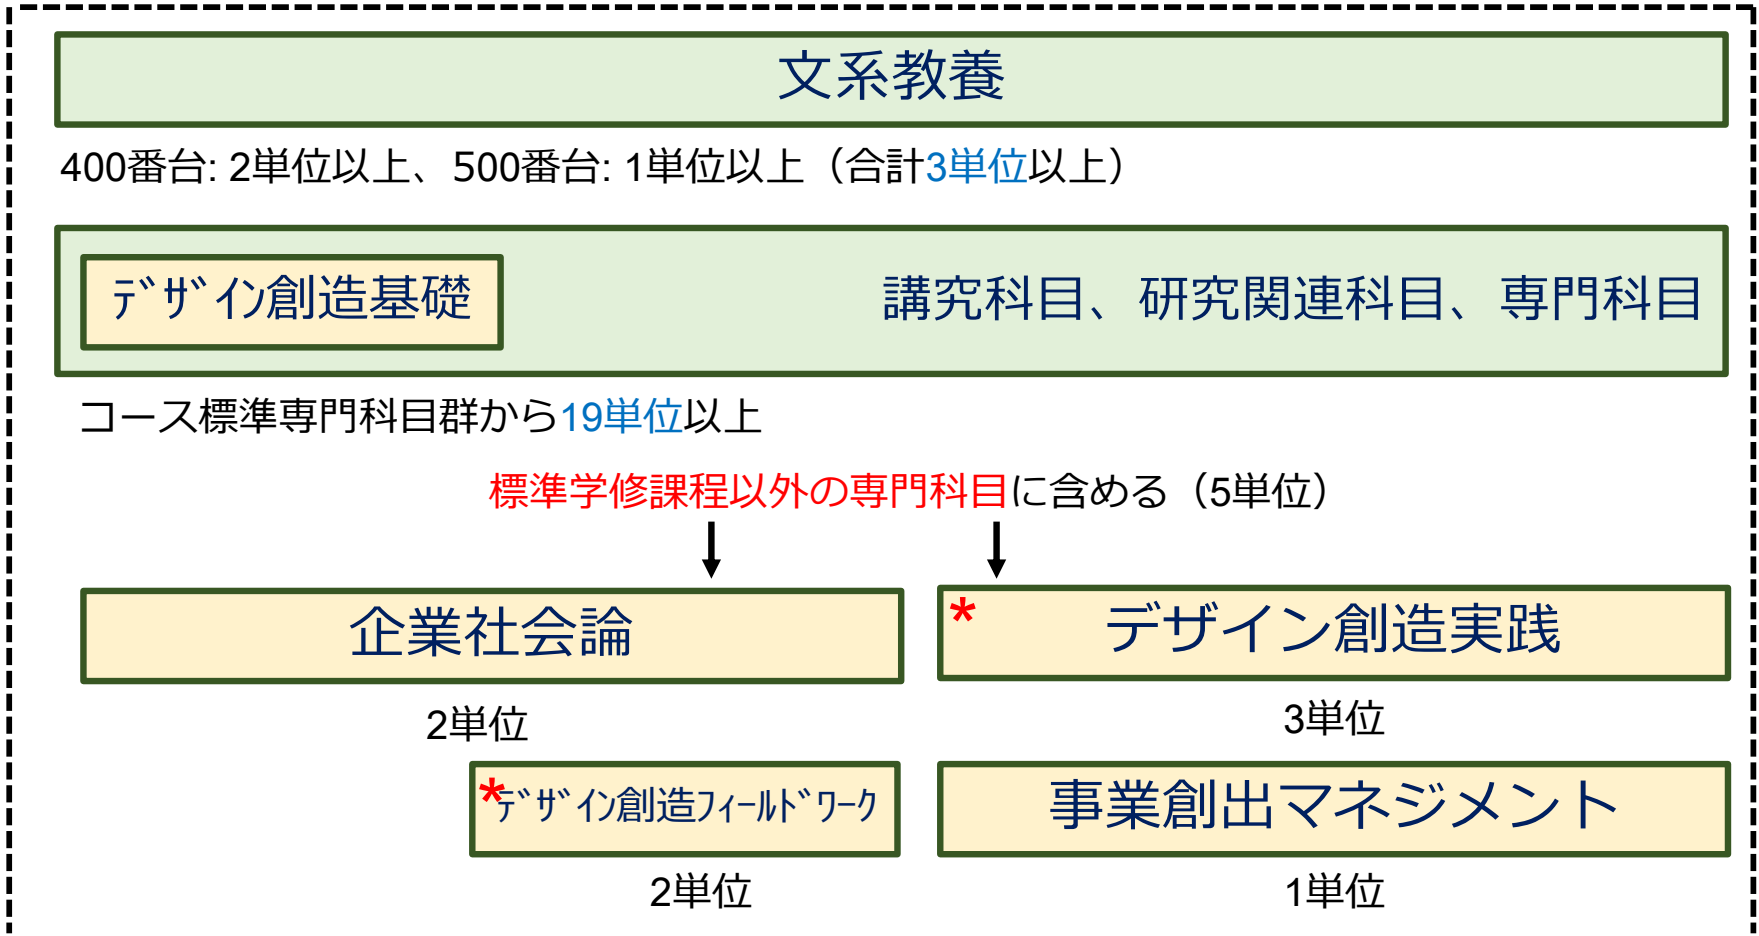 文系教養
400番台: 2単位以上、500番台: 1単位以上（合計3単位以上）
ﾃﾞｻﾞｲﾝ創造基礎
講究科目、研究関連科目、専門科目
コース標準専門科目群から19単位以上
標準学修課程以外の専門科目に含める（5単位）
企業社会論
* デザイン創造実践
2単位
3単位
*ﾃﾞｻﾞｲﾝ創造ﾌｨｰﾙﾄﾞﾜｰｸ
事業創出マネジメント
2単位
1単位